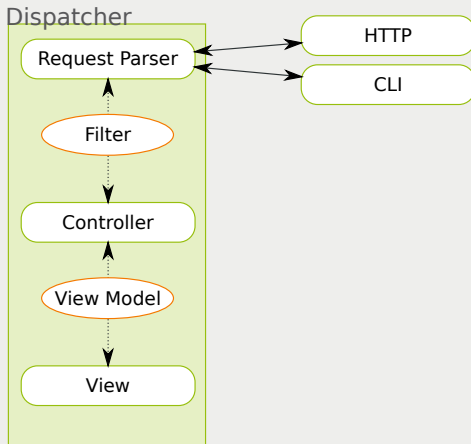 Dispatcher
Request Parser
HTTP
CLI
Filter
Controller
View Model
View